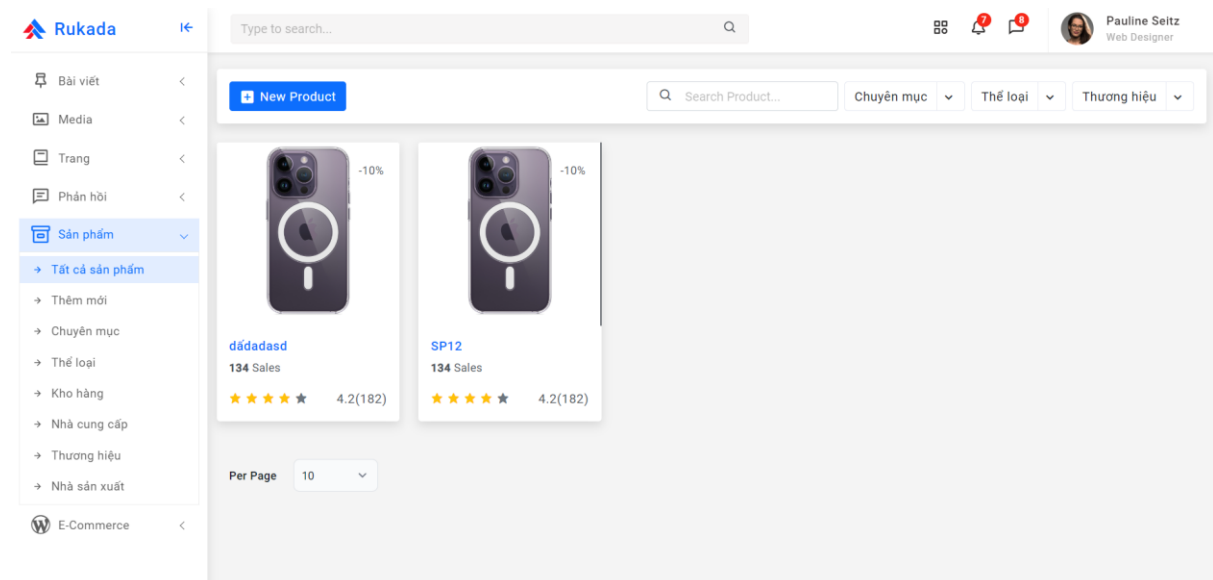 Rukada
Type to search...
7
8
Pauline Seitz
Web Designer
Bài viết
Media
Trang
Phản hồi
Sản phẩm
Tất cả sản phẩm
Thêm mới
Chuyên mục
Thể loại
Kho hàng
Nhà cung cấp
Thương hiệu
Nhà sản xuất
E-Commerce
New Product
Search Product...
Chuyên mục
Thể loại
Thương hiệu
-10%
-10%
dấdadasd
SP12
134 Sales
134 Sales
4.2(182)
4.2(182)
Per Page
10